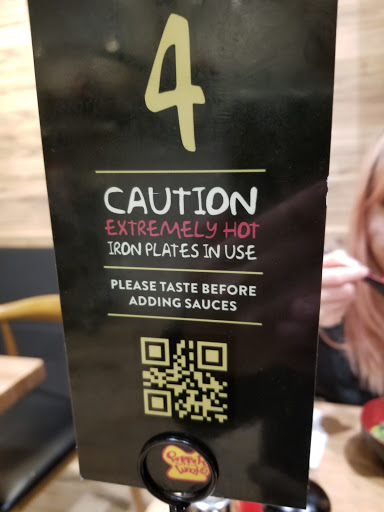 4
CAUTION
EXTREMELY HOT
IRON PLATES IN USE
PLEASE TASTE BEFORE
ADDING SAUCES